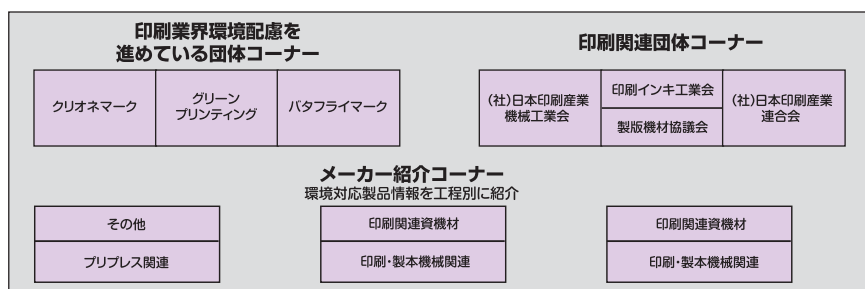 印刷業界環境配慮を
進めている団体コーナー
クリオネマーク
グリーン
プリンティング
バタフライマーク
印刷関連団体コーナー
(社)日本印刷産業
機械工業会
印刷インキ工業会
製版機材協議会
(社)日本印刷産業
連合会
メーカー紹介コーナー
環境対応製品情報を工程別に紹介
その他
プリプレス関連
印刷関連資機材
印刷・製本機械関連
印刷関連資機材
印刷・製本機械関連